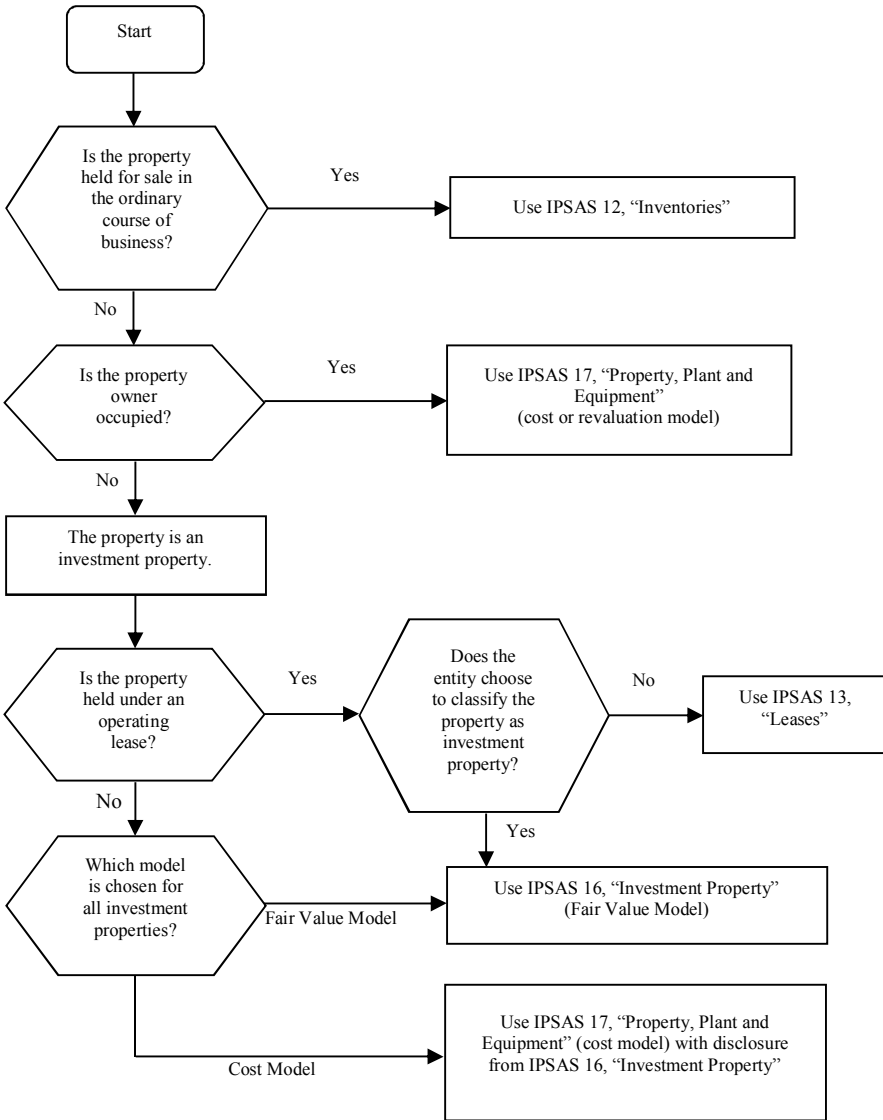 Start
Is the property
held for sale in
the ordinary
course of
business?
Yes
Use IPSAS 12, “Inventories”
No
Is the property
owner
occupied?
Yes
Use IPSAS 17, “Property, Plant and
Equipment”
(cost or revaluation model)
No
The property is an
investment property.
Is the property
held under an
operating
lease?
Yes
Does the
entity choose
to classify the
property as
investment
property?
No
Use IPSAS 13,
“Leases”
No
Yes
Which model
is chosen for
all investment
properties?
Fair Value Model
Use IPSAS 16, “Investment Property”
(Fair Value Model)
Cost Model
Use IPSAS 17, “Property, Plant and
Equipment” (cost model) with disclosure
from IPSAS 16, “Investment Property”